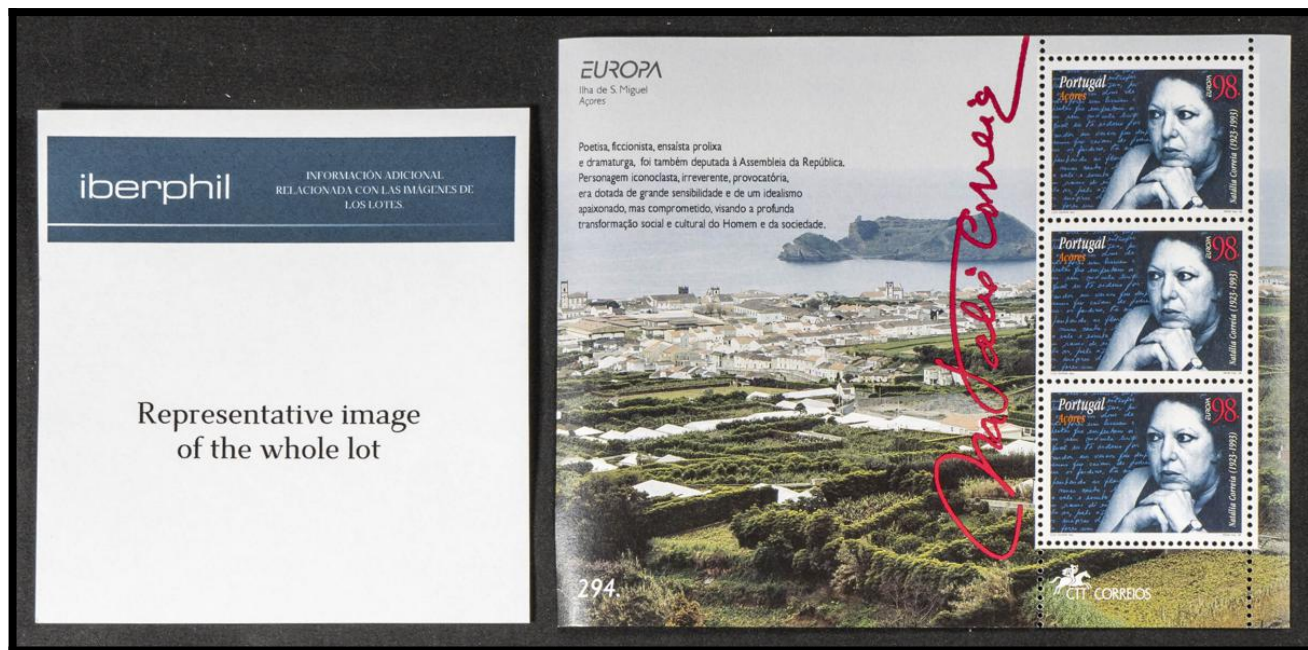 iberphil
INFORMACIÓN ADICIONAL
RELACIONADA CON LAS IMÁGENES DE
LOS LOTES.
Representative image
of the whole lot
EUROPA
Ilha de S. Miguel
Açores
Poetisa, ficcionista, ensaísta prolixa
e dramaturga, foi também deputada à Assembleia da República.
Personagem iconoclasta, irreverente, provocatória,
era dotada de grande sensibilidade e de um idealismo
apaixonado, mas comprometido, visando a profunda
transformação social e cultural do Homem e da sociedade.
Natália Correia
294.
Portugal
Açores
EUROPA
98.
Natália Correia (1923-1993)
Portugal
Açores
EUROPA
98.
Natália Correia (1923-1993)
Portugal
Açores
EUROPA
98.
Natália Correia (1923-1993)
CTT CORREIOS